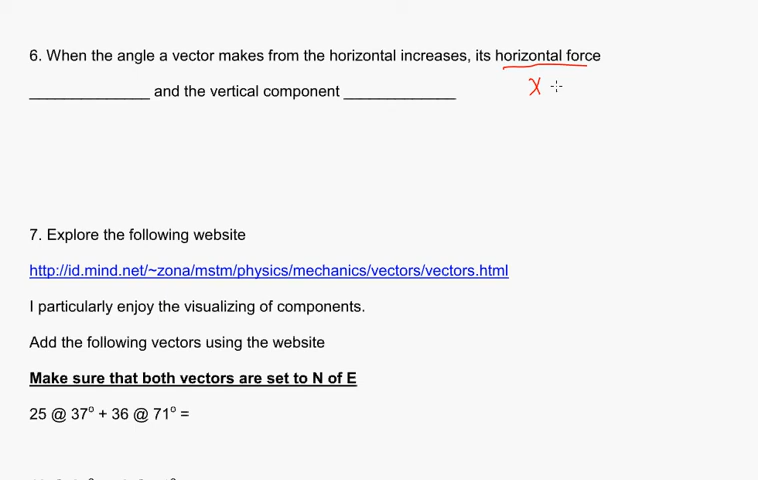 6. When the angle a vector makes from the horizontal increases, its horizontal force
______________ and the vertical component _____________
X
7. Explore the following website
http://id.mind.net/~zona/mstm/physics/mechanics/vectors/vectors.html
I particularly enjoy the visualizing of components.
Add the following vectors using the website
Make sure that both vectors are set to N of E
25 @ 37º + 36 @ 71º =